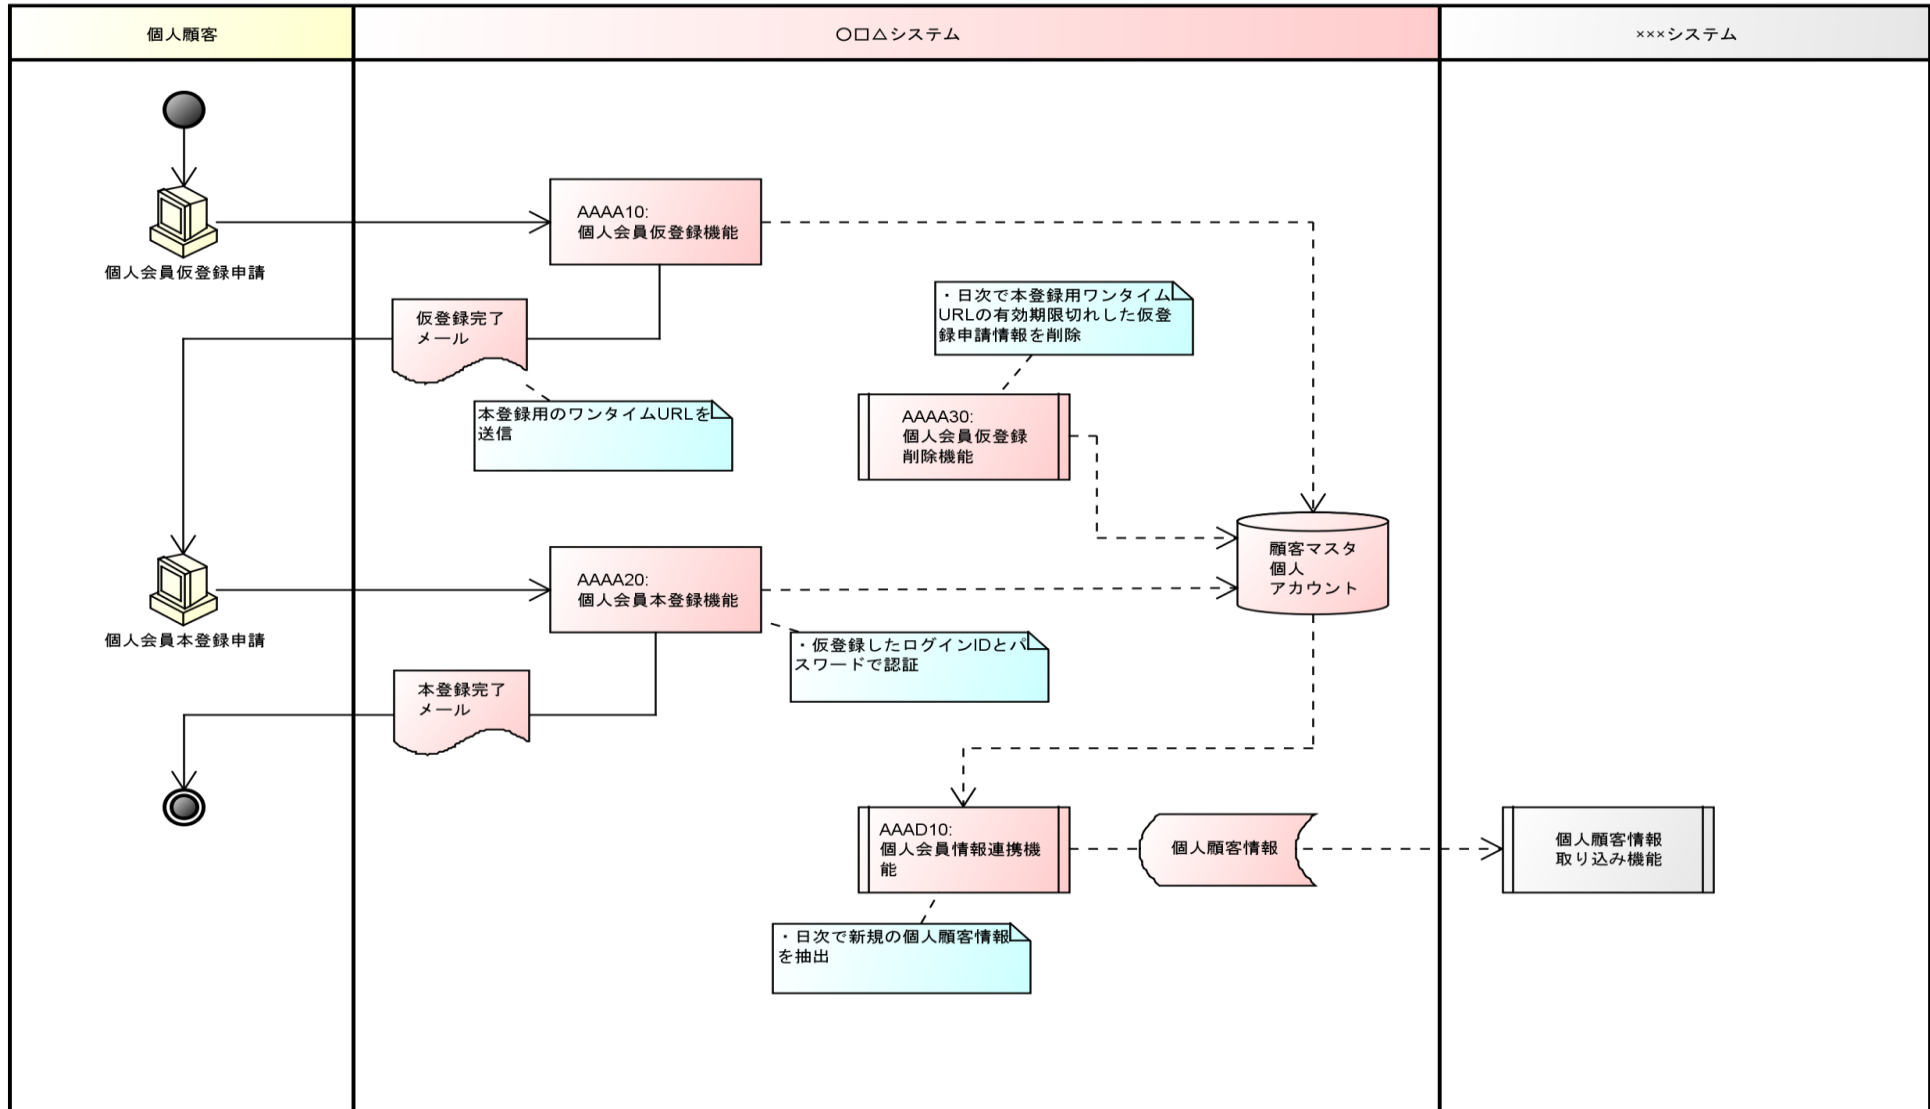 個人顧客
〇□△システム
×××システム
AAAA10:
個人会員仮登録機能
個人会員仮登録申請
仮登録完了
メール
・日次で本登録用ワンタイム
URLの有効期限切れした仮登
録申請情報を削除
本登録用のワンタイムURLを
送信
AAAA30:
個人会員仮登録
削除機能
顧客マスタ
個人
アカウント
AAAA20:
個人会員本登録機能
個人会員本登録申請
・仮登録したログインIDとパ
スワードで認証
本登録完了
メール
AAAD10:
個人会員情報連携機
能
個人顧客情報
個人顧客情報
取り込み機能
・日次で新規の個人顧客情報
を抽出